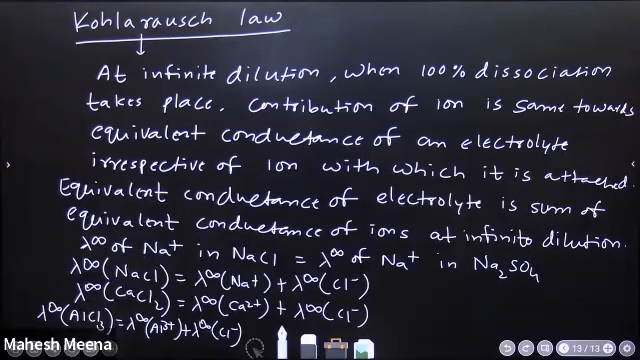 Kohlarausch law
At infinite dilution, when 100% dissociation
takes place. Contribution of ion is same towards
equivalent conductance of an electrolyte
irrespective of ion with which it is attached.
Equivalent conductance of electrolyte is sum of
equivalent conductance of ions at infinite dilution.
λ∞ of Na⁺ in NaCl = λ∞ of Na⁺ in Na₂SO₄
λ∞(NaCl) = λ∞(Na⁺) + λ∞(Cl⁻)
λ∞(CaCl₂) = λ∞(Ca²⁺) + λ∞(Cl⁻)
λ∞(AlCl₃) = λ∞(Al³⁺) + λ∞(Cl⁻)
Mahesh Meena
13 / 13